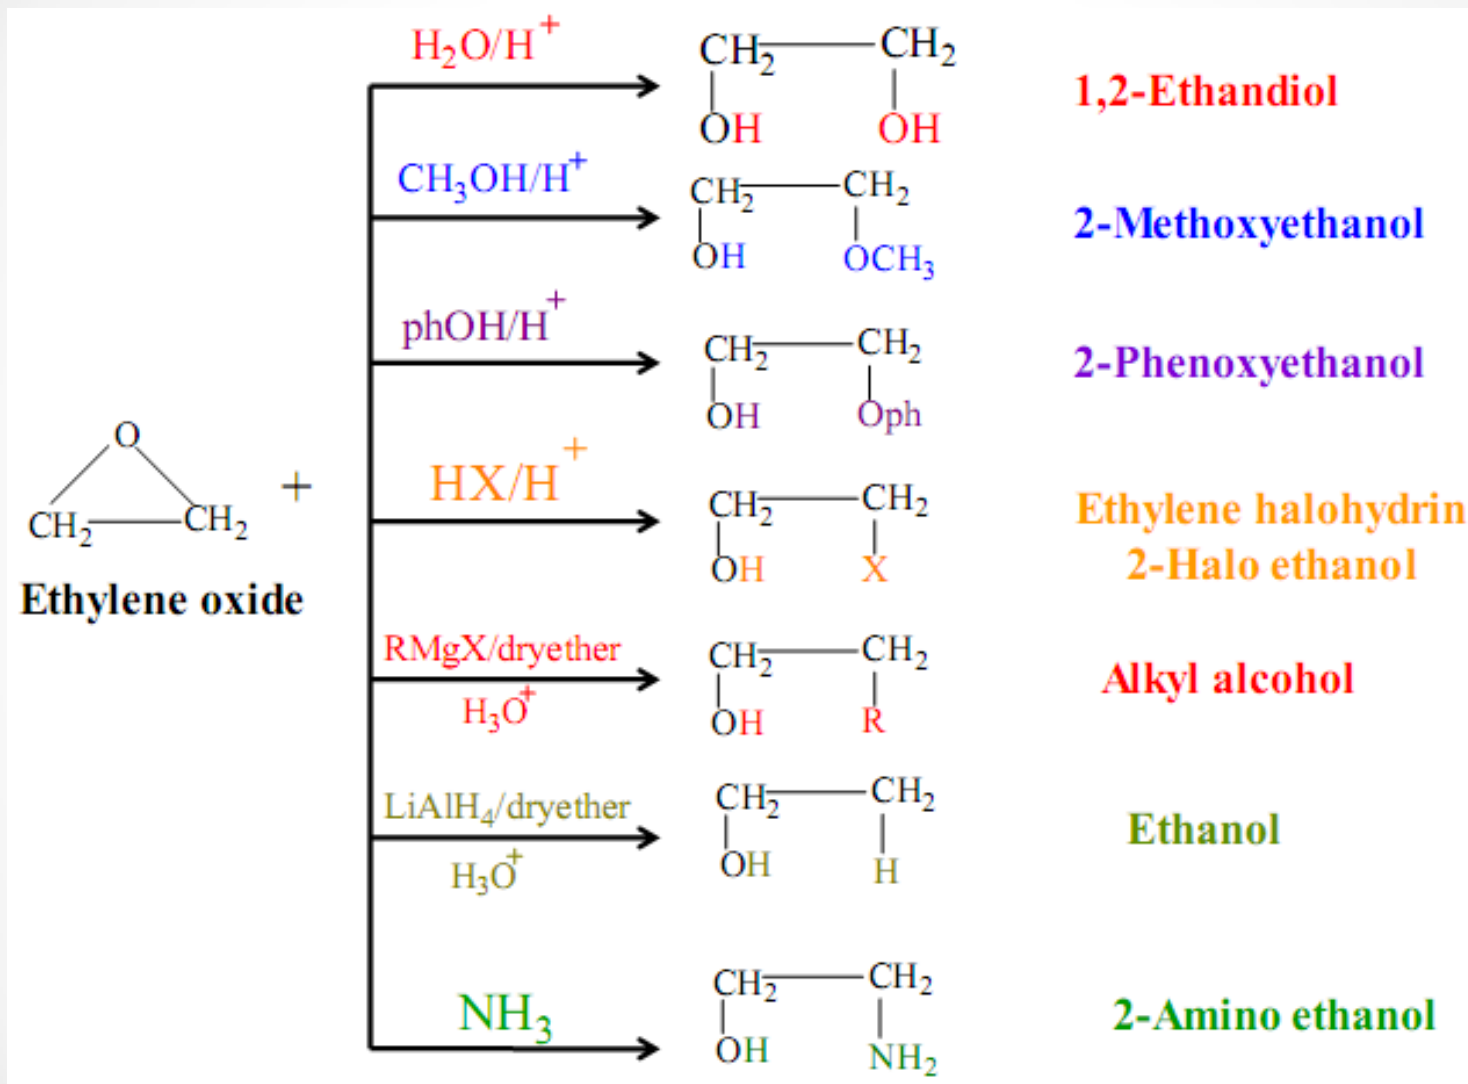 H₂O/H⁺
CH₂ CH₂
OH OH
1,2-Ethandiol
CH₃OH/H⁺
CH₂ CH₂
OH OCH₃
2-Methoxyethanol
phOH/H⁺
CH₂ CH₂
OH Oph
2-Phenoxyethanol
O
CH₂ CH₂
+
Ethylene oxide
HX/H⁺
CH₂ CH₂
OH X
Ethylene halohydrin
2-Halo ethanol
RMgX/dryether
H₃O⁺
CH₂ CH₂
OH R
Alkyl alcohol
LiAlH₄/dryether
H₃O⁺
CH₂ CH₂
OH H
Ethanol
NH₃
CH₂ CH₂
OH NH₂
2-Amino ethanol